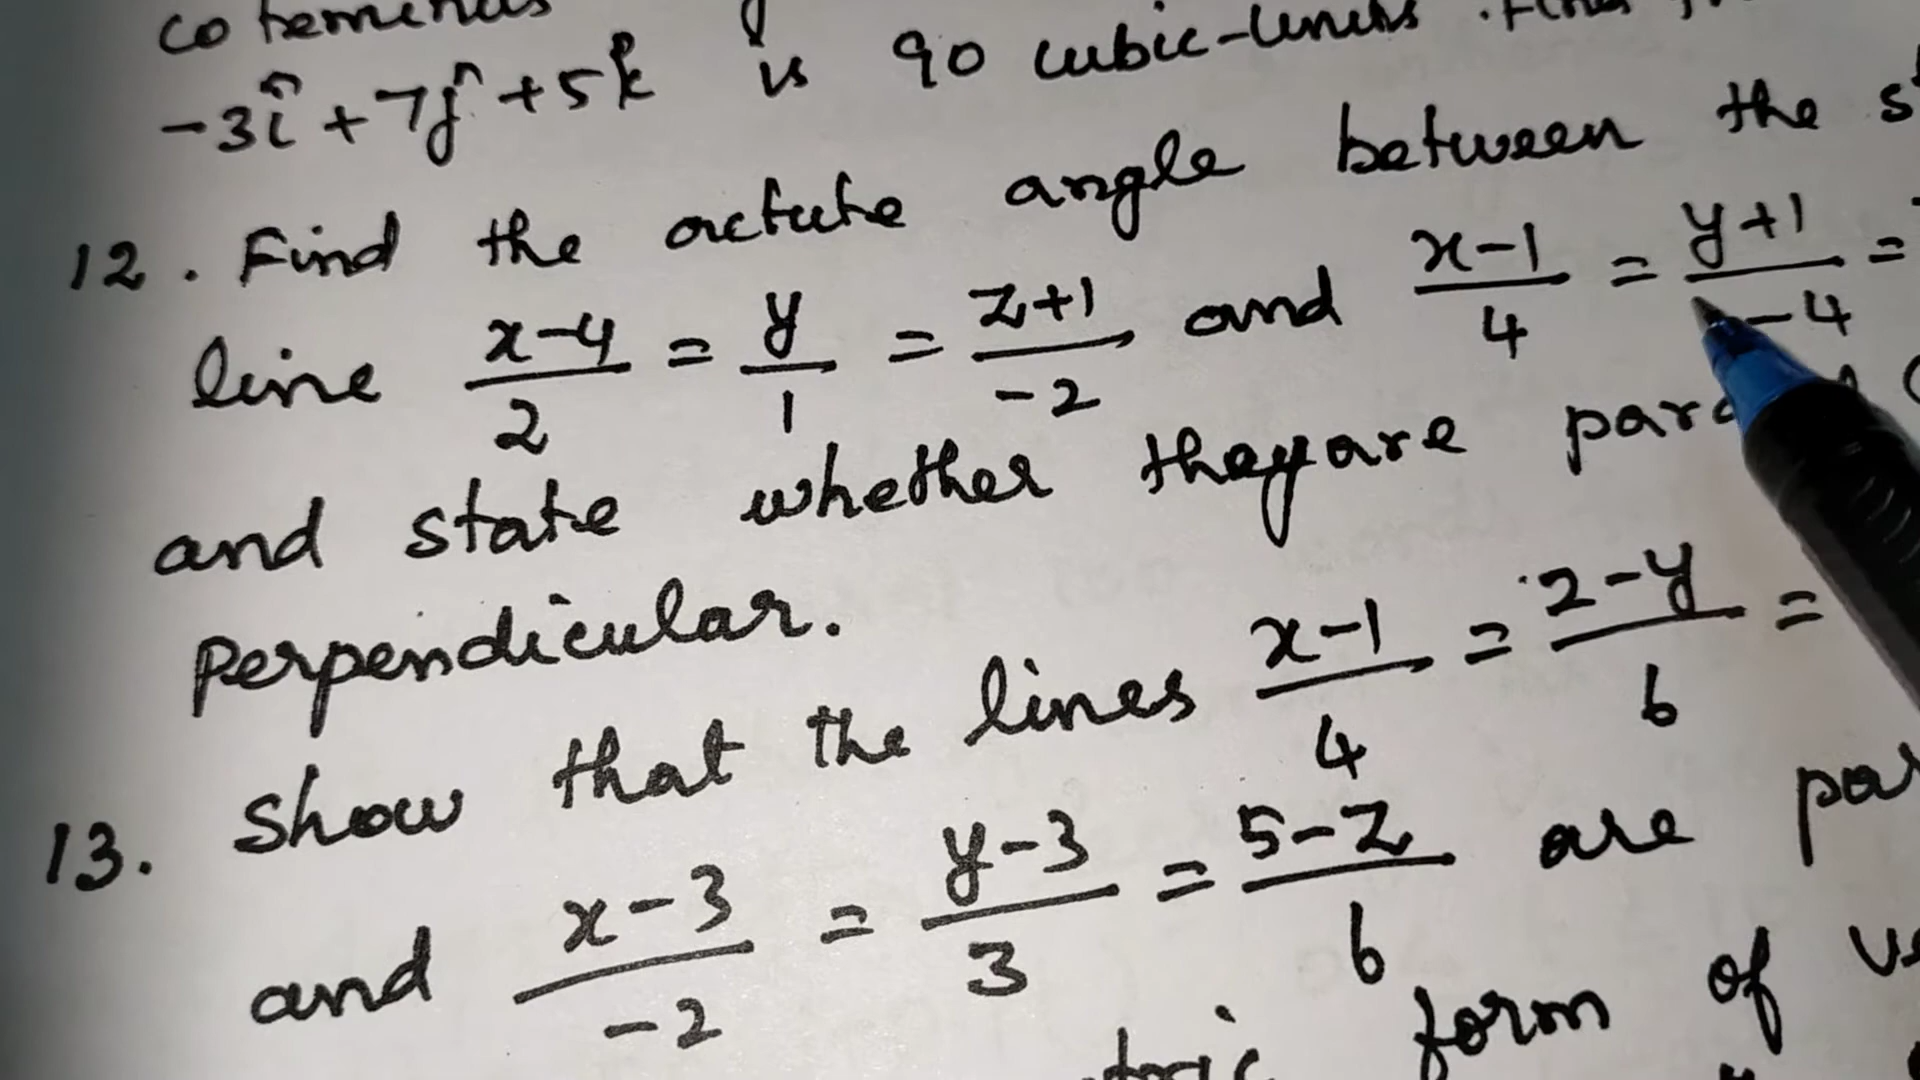 co
-3î + 7ĵ + 5k̂ is 90 cubic-units . Find
12. Find the actute angle between the
line x-4/2 = y/1 = z+1/-2 and x-1/4 = y+1/-4 =
and state whether they are
perpendicular.
13. Show that the lines x-1/4 = 2-y/6 =
and x-3/-2 = y-3/3 = 5-z/6 are
form of